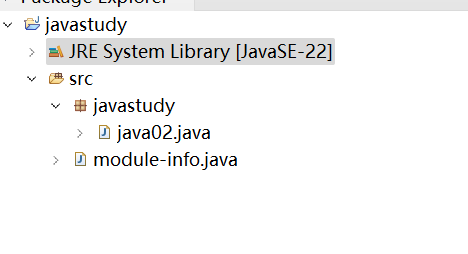 Package Explorer
javastudy
JRE System Library [JavaSE-22]
src
javastudy
java02.java
module-info.java